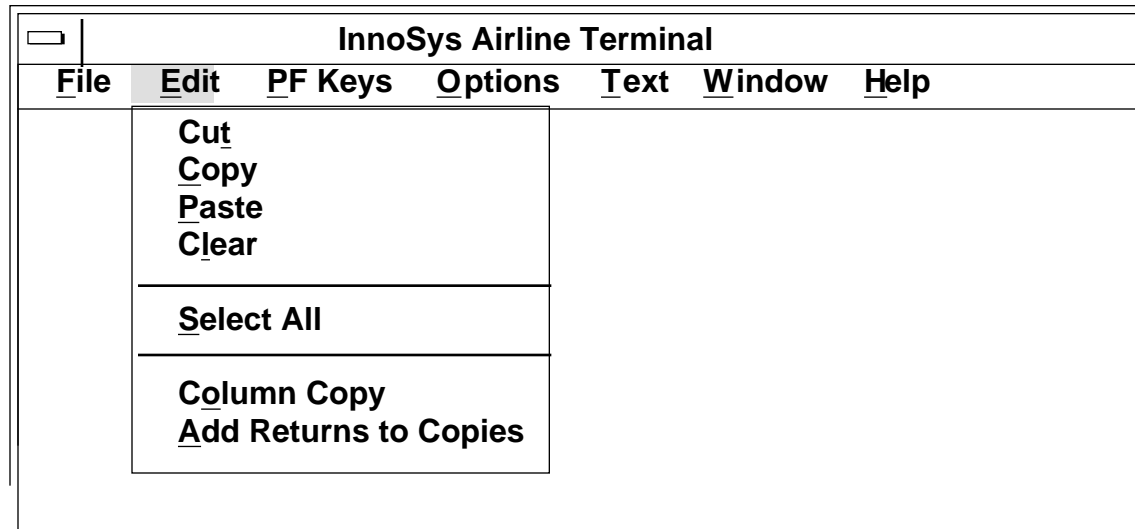 InnoSys Airline Terminal
File Edit PF Keys Options Text Window Help
Cut
Copy
Paste
Clear
Select All
Column Copy
Add Returns to Copies